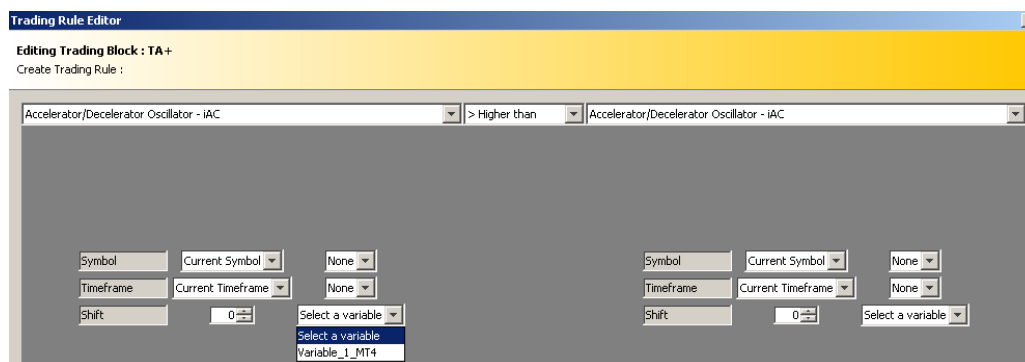 Trading Rule Editor
Editing Trading Block : TA+
Create Trading Rule :
Accelerator/Decelerator Oscillator - iAC > Higher than Accelerator/Decelerator Oscillator - iAC
Symbol Current Symbol None Symbol Current Symbol None
Timeframe Current Timeframe None Timeframe Current Timeframe None
Shift 0 Select a variable Shift 0 Select a variable
Select a variable
Variable_1_MT4